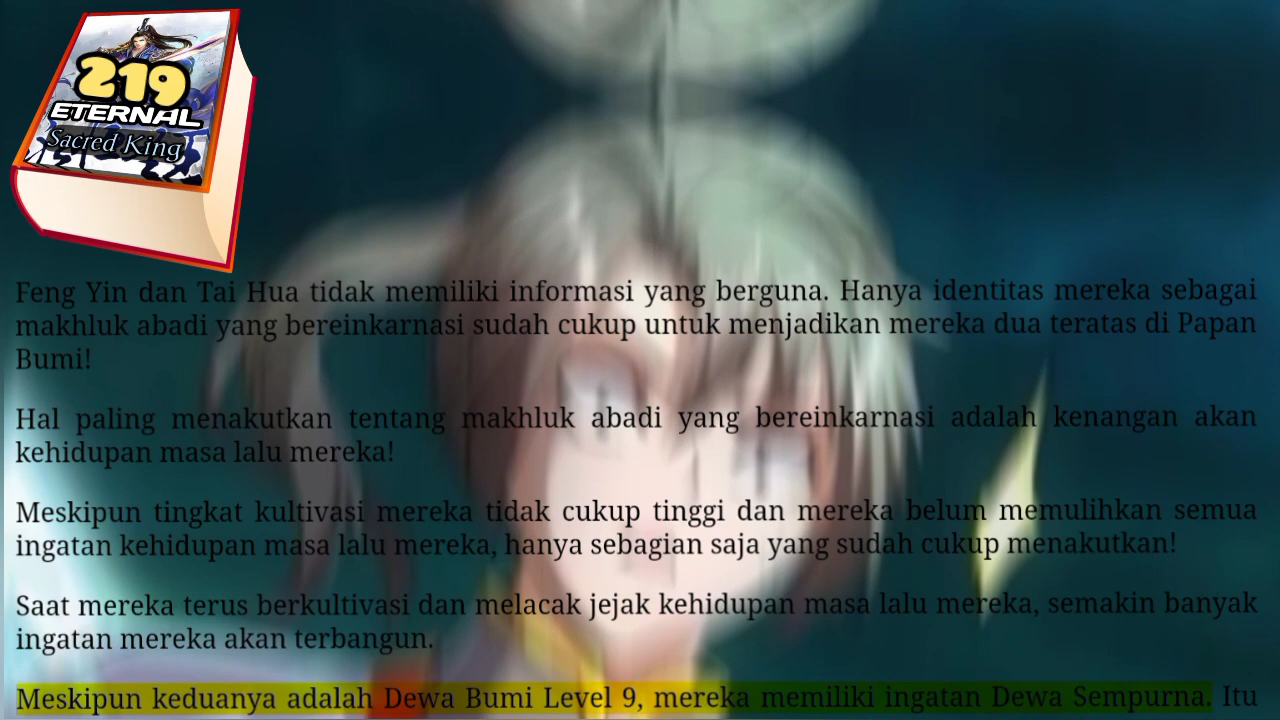 219
ETERNAL
Sacred King
Feng Yin dan Tai Hua tidak memiliki informasi yang berguna. Hanya identitas mereka sebagai
makhluk abadi yang bereinkarnasi sudah cukup untuk menjadikan mereka dua teratas di Papan
Bumi!
Hal paling menakutkan tentang makhluk abadi yang bereinkarnasi adalah kenangan akan
kehidupan masa lalu mereka!
Meskipun tingkat kultivasi mereka tidak cukup tinggi dan mereka belum memulihkan semua
ingatan kehidupan masa lalu mereka, hanya sebagian saja yang sudah cukup menakutkan!
Saat mereka terus berkultivasi dan melacak jejak kehidupan masa lalu mereka, semakin banyak
ingatan mereka akan terbangun.
Meskipun keduanya adalah Dewa Bumi Level 9, mereka memiliki ingatan Dewa Sempurna. Itu